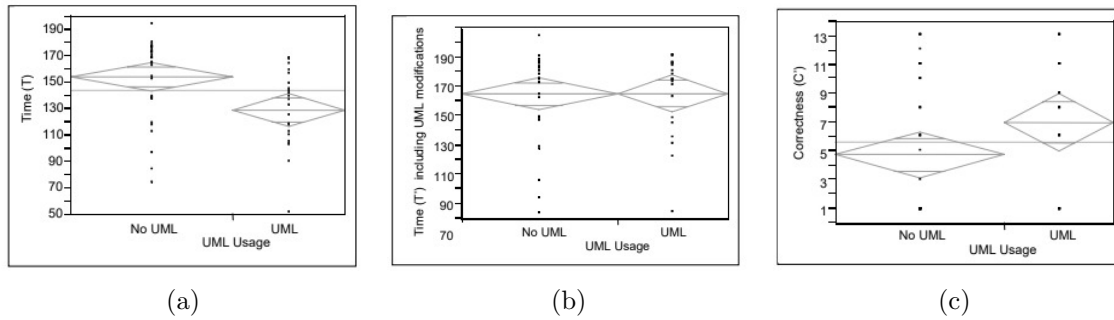 Time (T)
190
170
150
130
110
90
70
50
No UML
UML
UML Usage
(a)
Time (T') including UML modifications
190
170
150
130
110
90
70
No UML
UML
UML Usage
(b)
Correctness (C')
13
11
9
7
5
3
1
No UML
UML
UML Usage
(c)